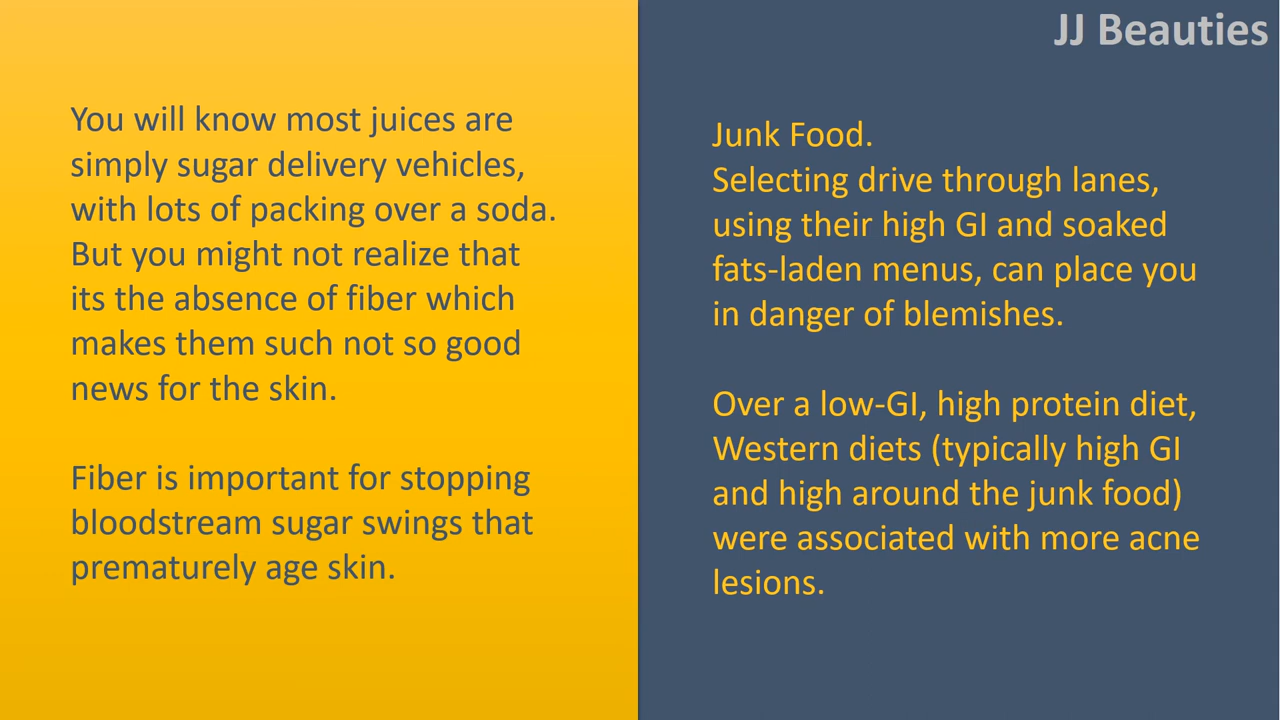 JJ Beauties
You will know most juices are
simply sugar delivery vehicles,
with lots of packing over a soda.
But you might not realize that
its the absence of fiber which
makes them such not so good
news for the skin.
Fiber is important for stopping
bloodstream sugar swings that
prematurely age skin.
Junk Food.
Selecting drive through lanes,
using their high GI and soaked
fats-laden menus, can place you
in danger of blemishes.
Over a low-GI, high protein diet,
Western diets (typically high GI
and high around the junk food)
were associated with more acne
lesions.